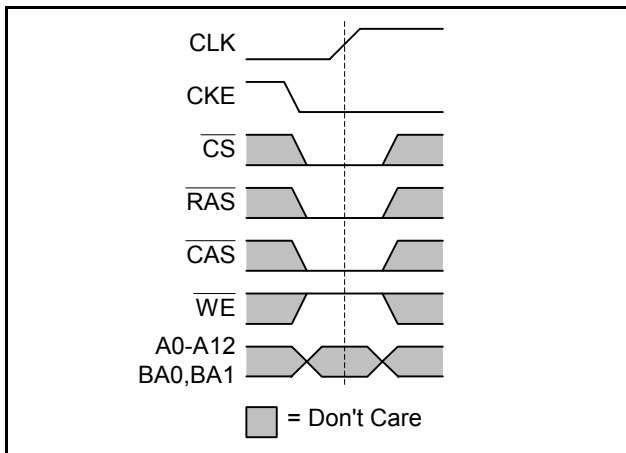 CLK
CKE
CS
RAS
CAS
WE
A0-A12
BA0,BA1
= Don't Care